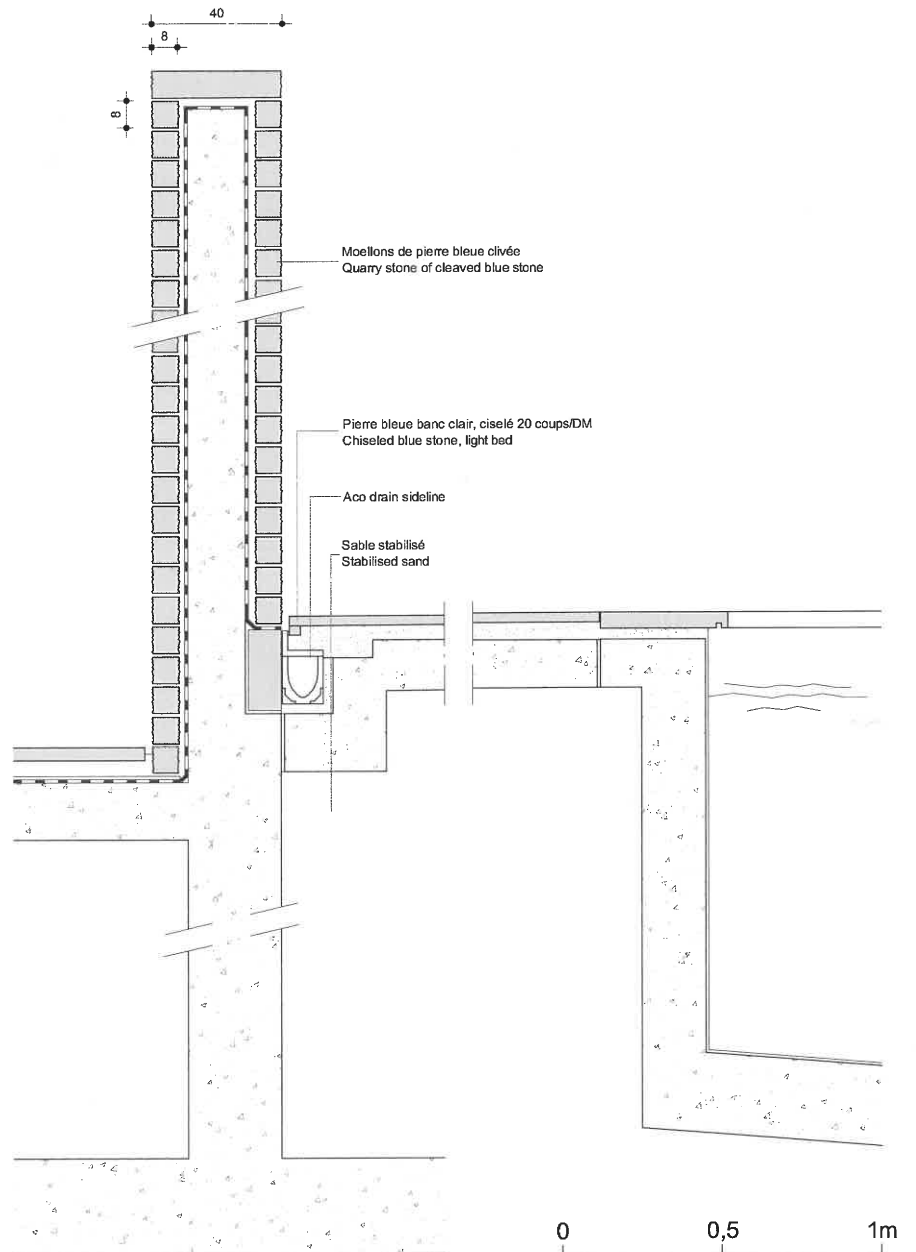 40
8
8
Moellons de pierre bleue clivée
Quarry stone of cleaved blue stone
Pierre bleue banc clair, ciselé 20 coups/DM
Chiseled blue stone, light bed
Aco drain sideline
Sable stabilisé
Stabilised sand
0 0,5 1m